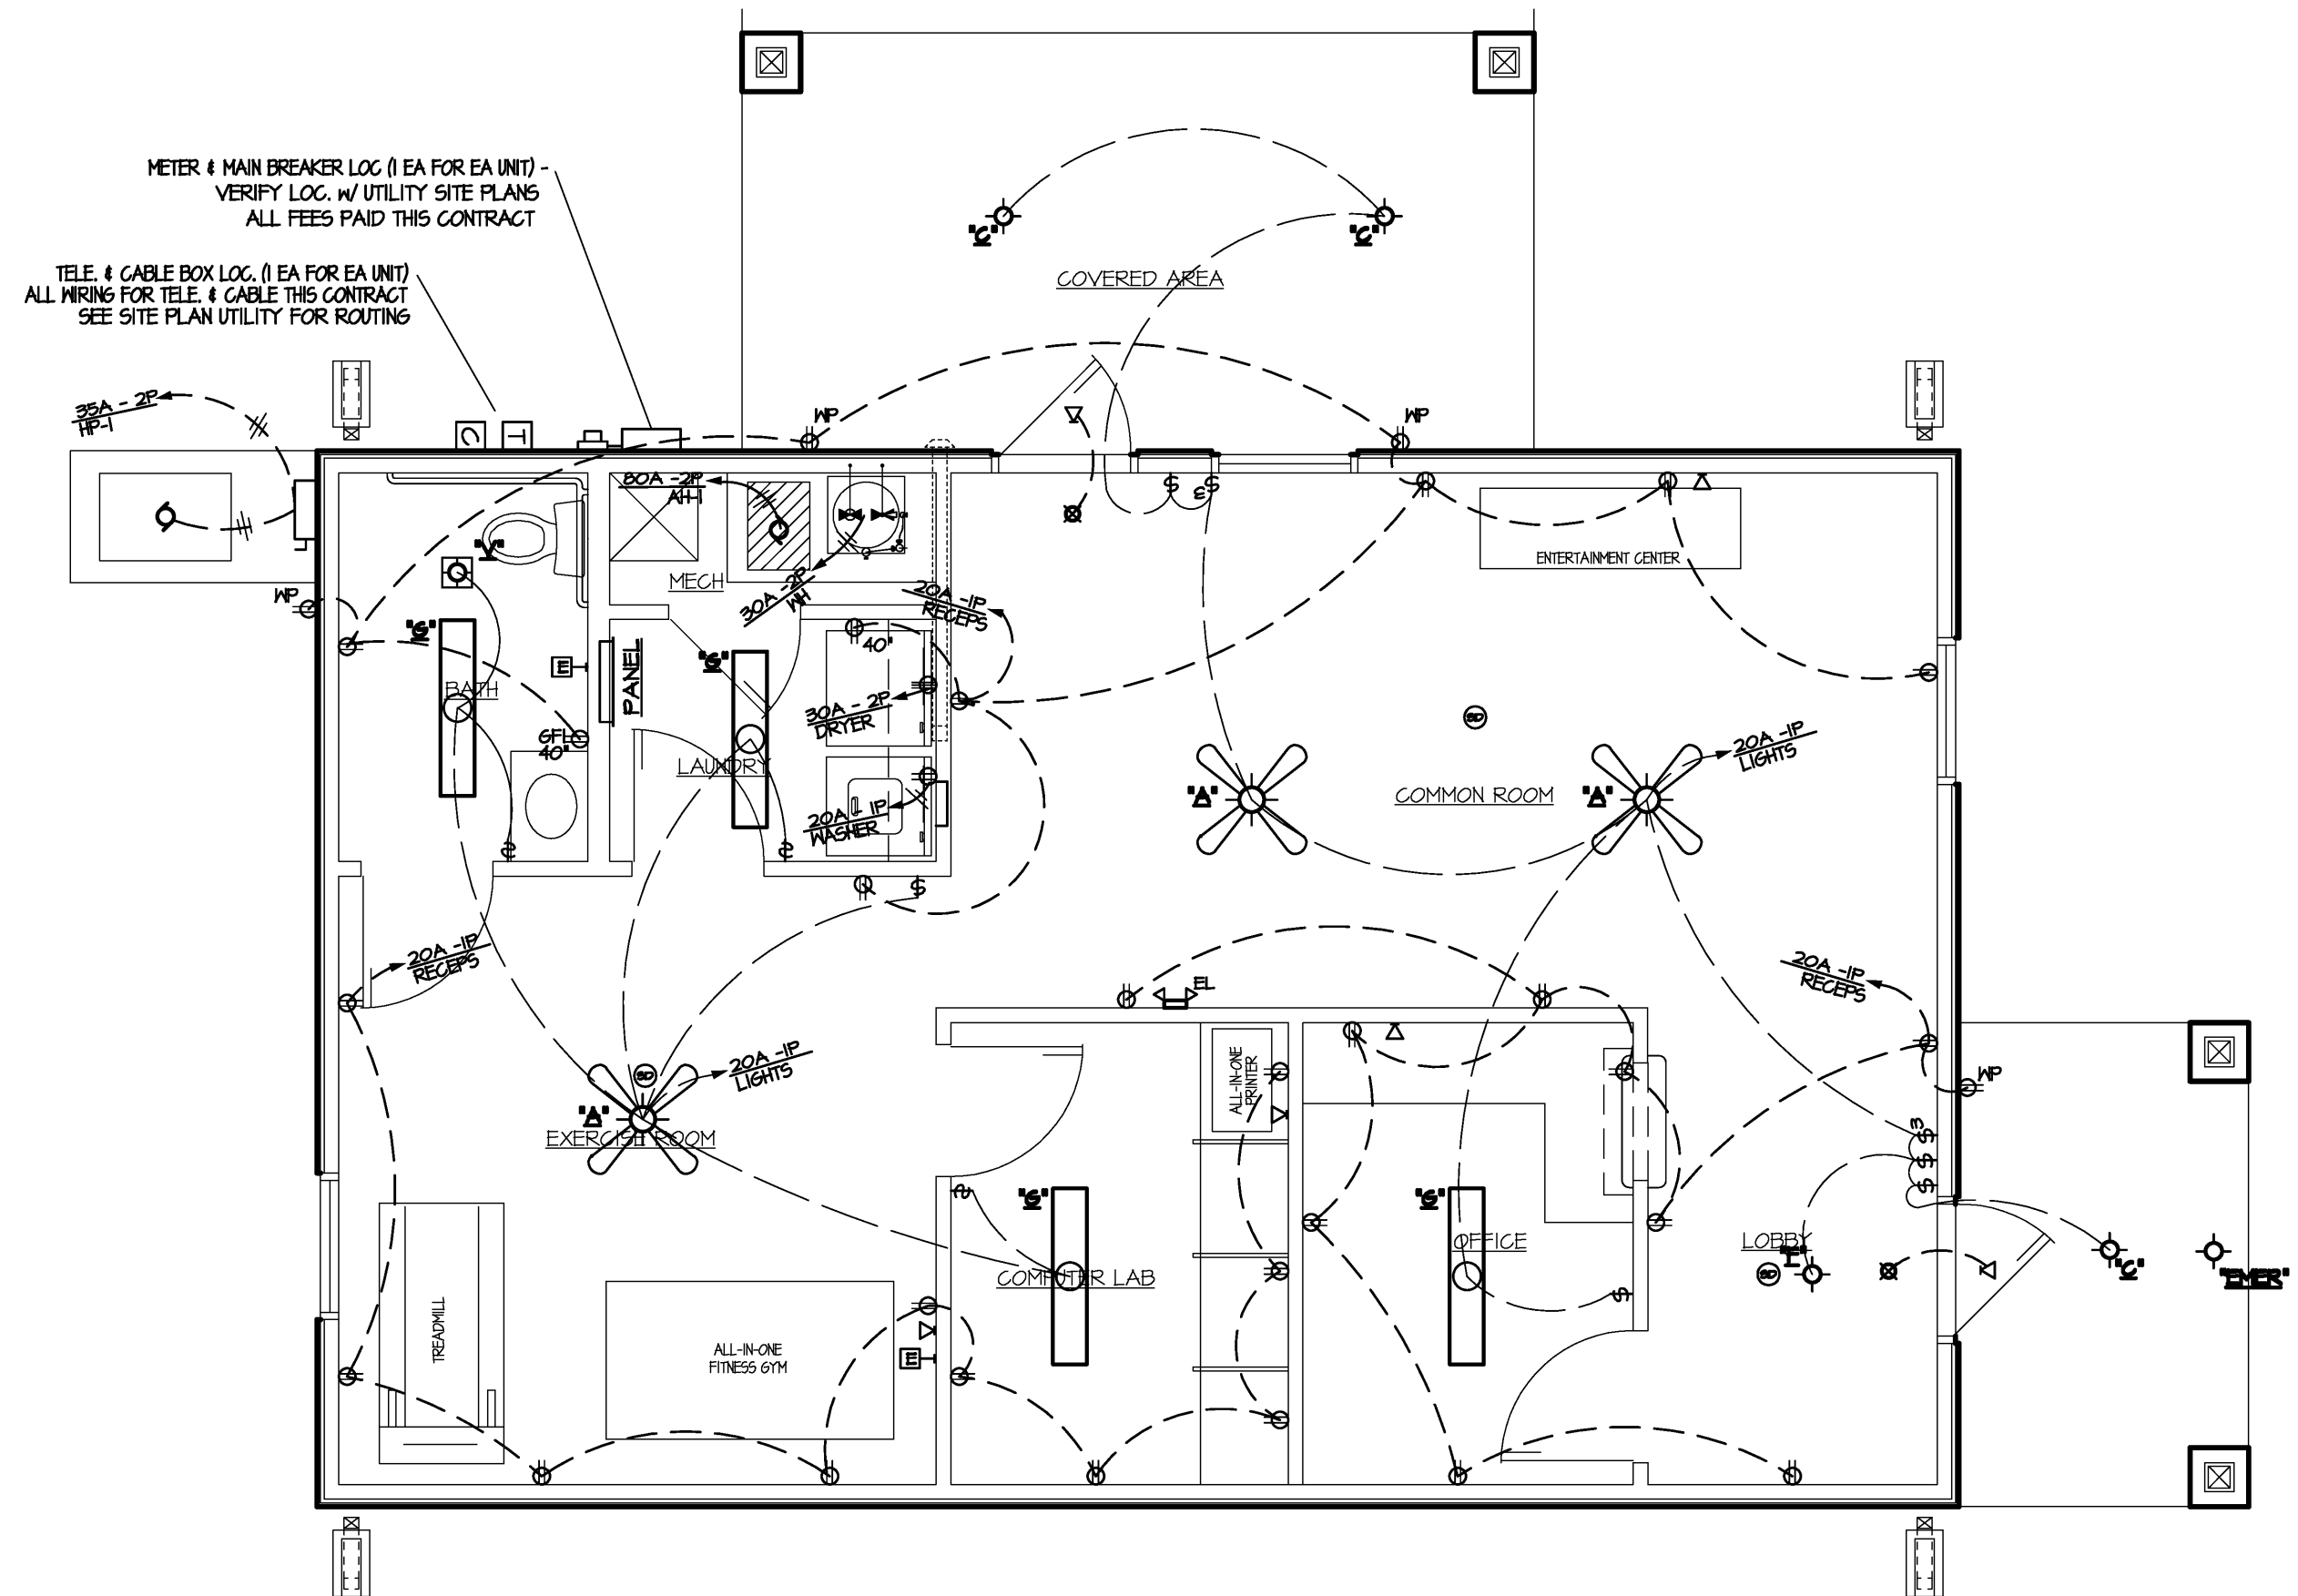 METER & MAIN BREAKER LOC (1 EA FOR EA UNIT) -
VERIFY LOC. W/ UTILITY SITE PLANS
ALL FEES PAID THIS CONTRACT
TELE. & CABLE BOX LOC. (1 EA FOR EA UNIT)
ALL WIRING FOR TELE. & CABLE THIS CONTRACT
SEE SITE PLAN UTILITY FOR ROUTING
"C"
"C"
COVERED AREA
35A - 2P
HP-1
C
T
WP
WP
80A -2P
AH-1
$
$
3
"V"
MECH
ENTERTAINMENT CENTER
WP
30A -2P
WH
20A -1P
RECEPS
"G"
"G"
40"
BATH
PANEL
30A - 2P
DRYER
SD
GFI
40"
LAUNDRY
20A -1P
LIGHTS
"A"
COMMON ROOM
"A"
20A - 1P
WASHER
$
$
$
20A -1P
RECEPS
20A -1P
RECEPS
EL
SD
20A -1P
LIGHTS
ALL-IN-ONE
PRINTER
WP
"A"
EXERCISE ROOM
3
$
$
$
$
"G"
"G"
OFFICE
LOBBY
"F"
SD
COMPUTER LAB
"C"
"EMER"
$
TREADMILL
ALL-IN-ONE
FITNESS GYM